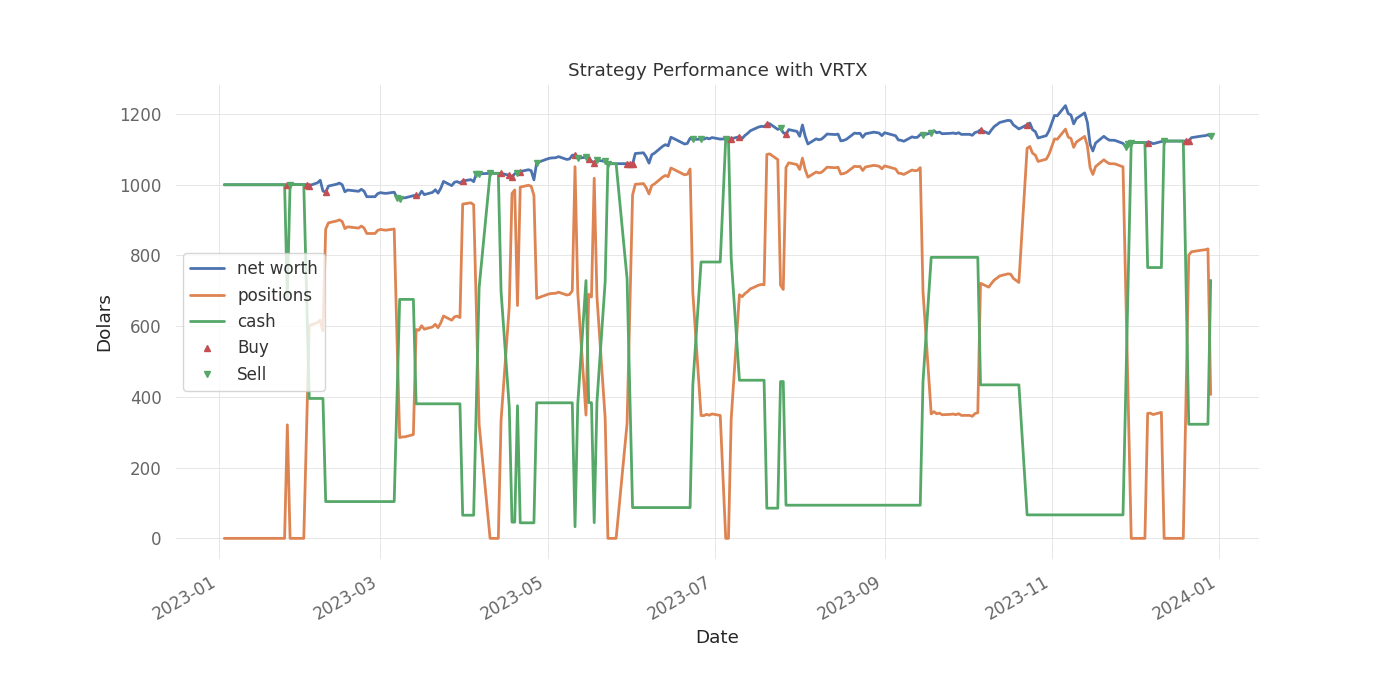 Strategy Performance with VRTX
1200
1000
800
600
400
200
0
Dolars
net worth
positions
cash
Buy
Sell
2023-01
2023-03
2023-05
2023-07
2023-09
2023-11
2024-01
Date